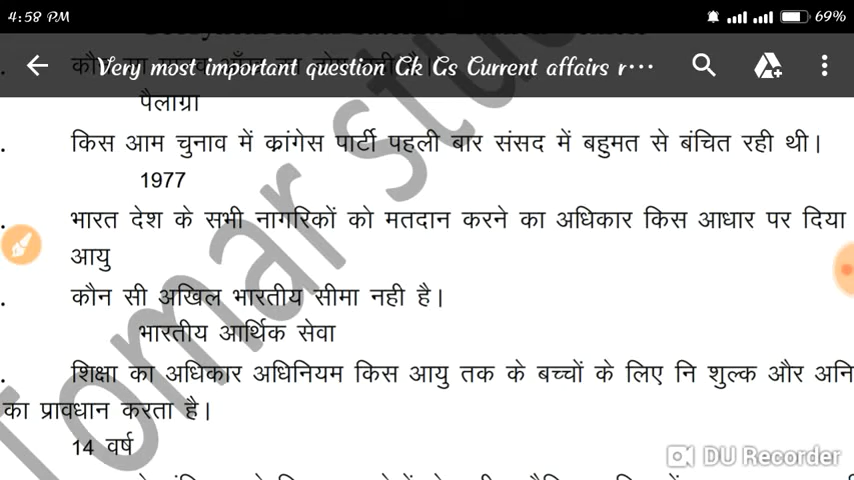 4:58 PM
69%
Very most important question Gk Gs Current affairs r···
पैलाग्रा
. किस आम चुनाव में कांगेस पार्टी पहली बार संसद में बहुमत से बंचित रही थी।
1977
. भारत देश के सभी नागरिकों को मतदान करने का अधिकार किस आधार पर दिया
आयु
. कौन सी अखिल भारतीय सीमा नही है।
भारतीय आर्थिक सेवा
. शिक्षा का अधिकार अधिनियम किस आयु तक के बच्चों के लिए नि शुल्क और अनि
का प्रावधान करता है।
14 वर्ष
DU Recorder